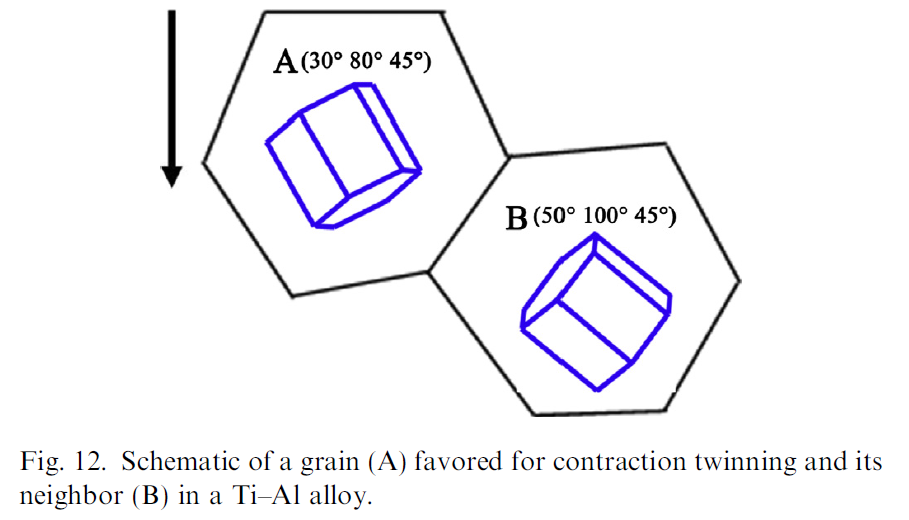 A (30° 80° 45°)
B (50° 100° 45°)
Fig. 12. Schematic of a grain (A) favored for contraction twinning and its
neighbor (B) in a Ti–Al alloy.